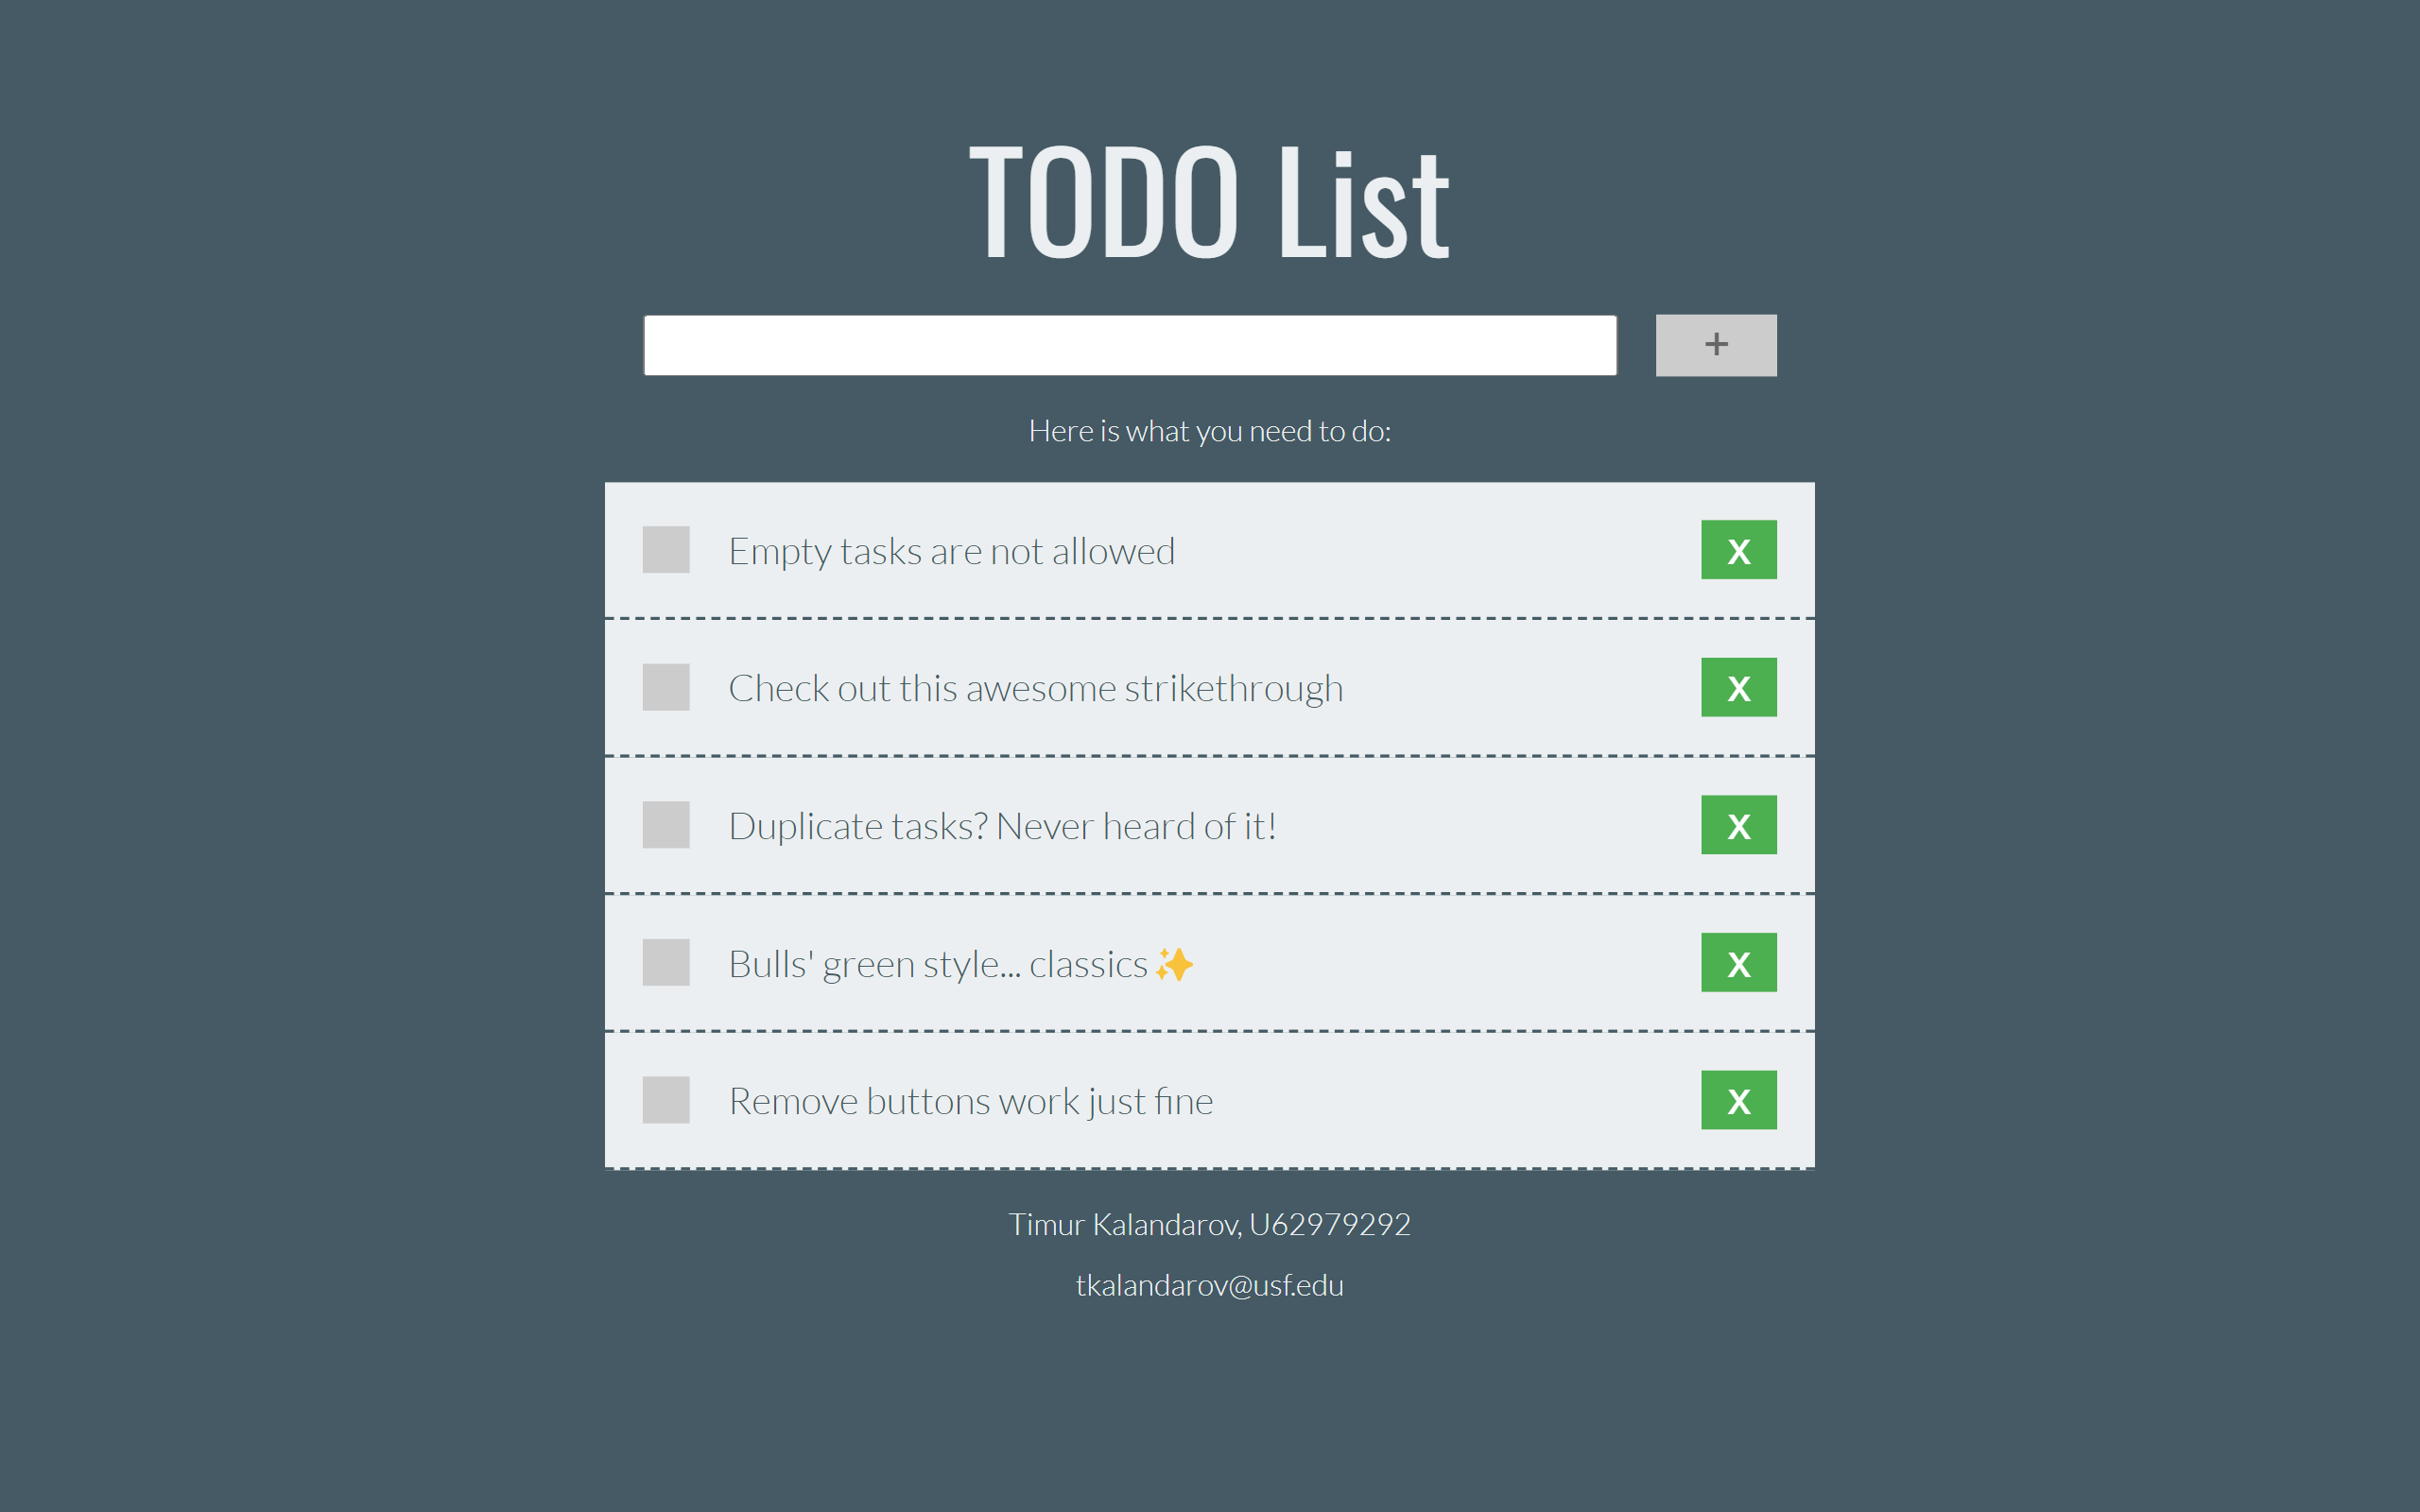 TODO List
+
Here is what you need to do:
Empty tasks are not allowed X
Check out this awesome strikethrough X
Duplicate tasks? Never heard of it! X
Bulls' green style... classics ✨ X
Remove buttons work just fine X
Timur Kalandarov, U62979292
tkalandarov@usf.edu